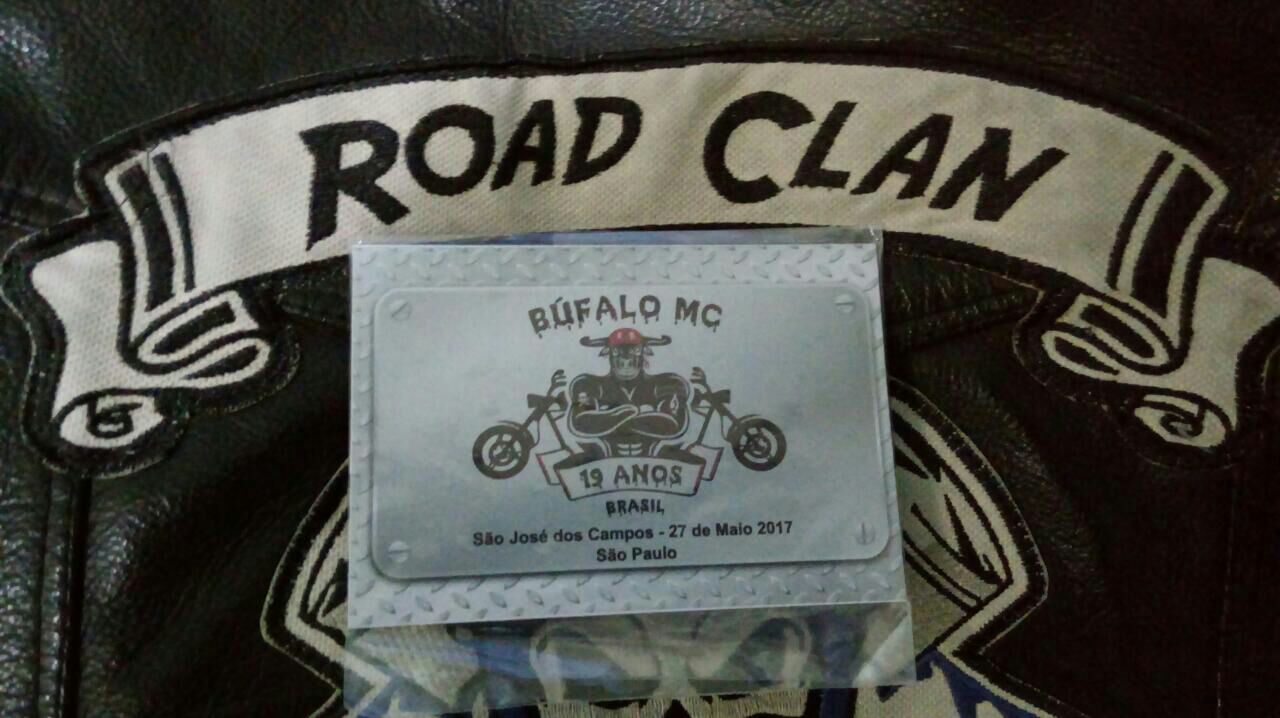 ROAD CLAN
BÚFALO MC
19 ANOS
BRASIL
São José dos Campos - 27 de Maio 2017
São Paulo